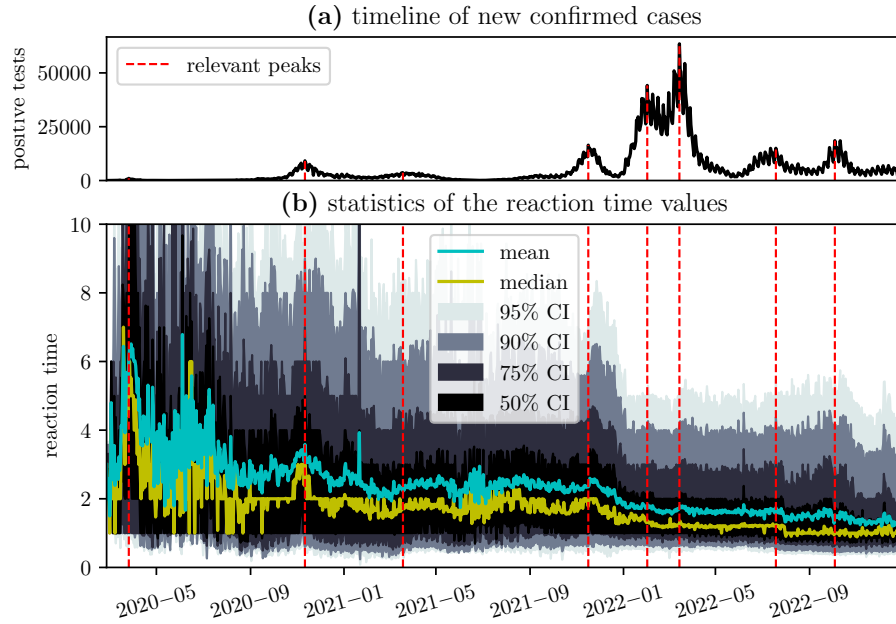 (a) timeline of new confirmed cases
positive tests
50000
25000
0
relevant peaks
(b) statistics of the reaction time values
reaction time
10
8
6
4
2
0
mean
median
95% CI
90% CI
75% CI
50% CI
2020−05
2020−09
2021−01
2021−05
2021−09
2022−01
2022−05
2022−09